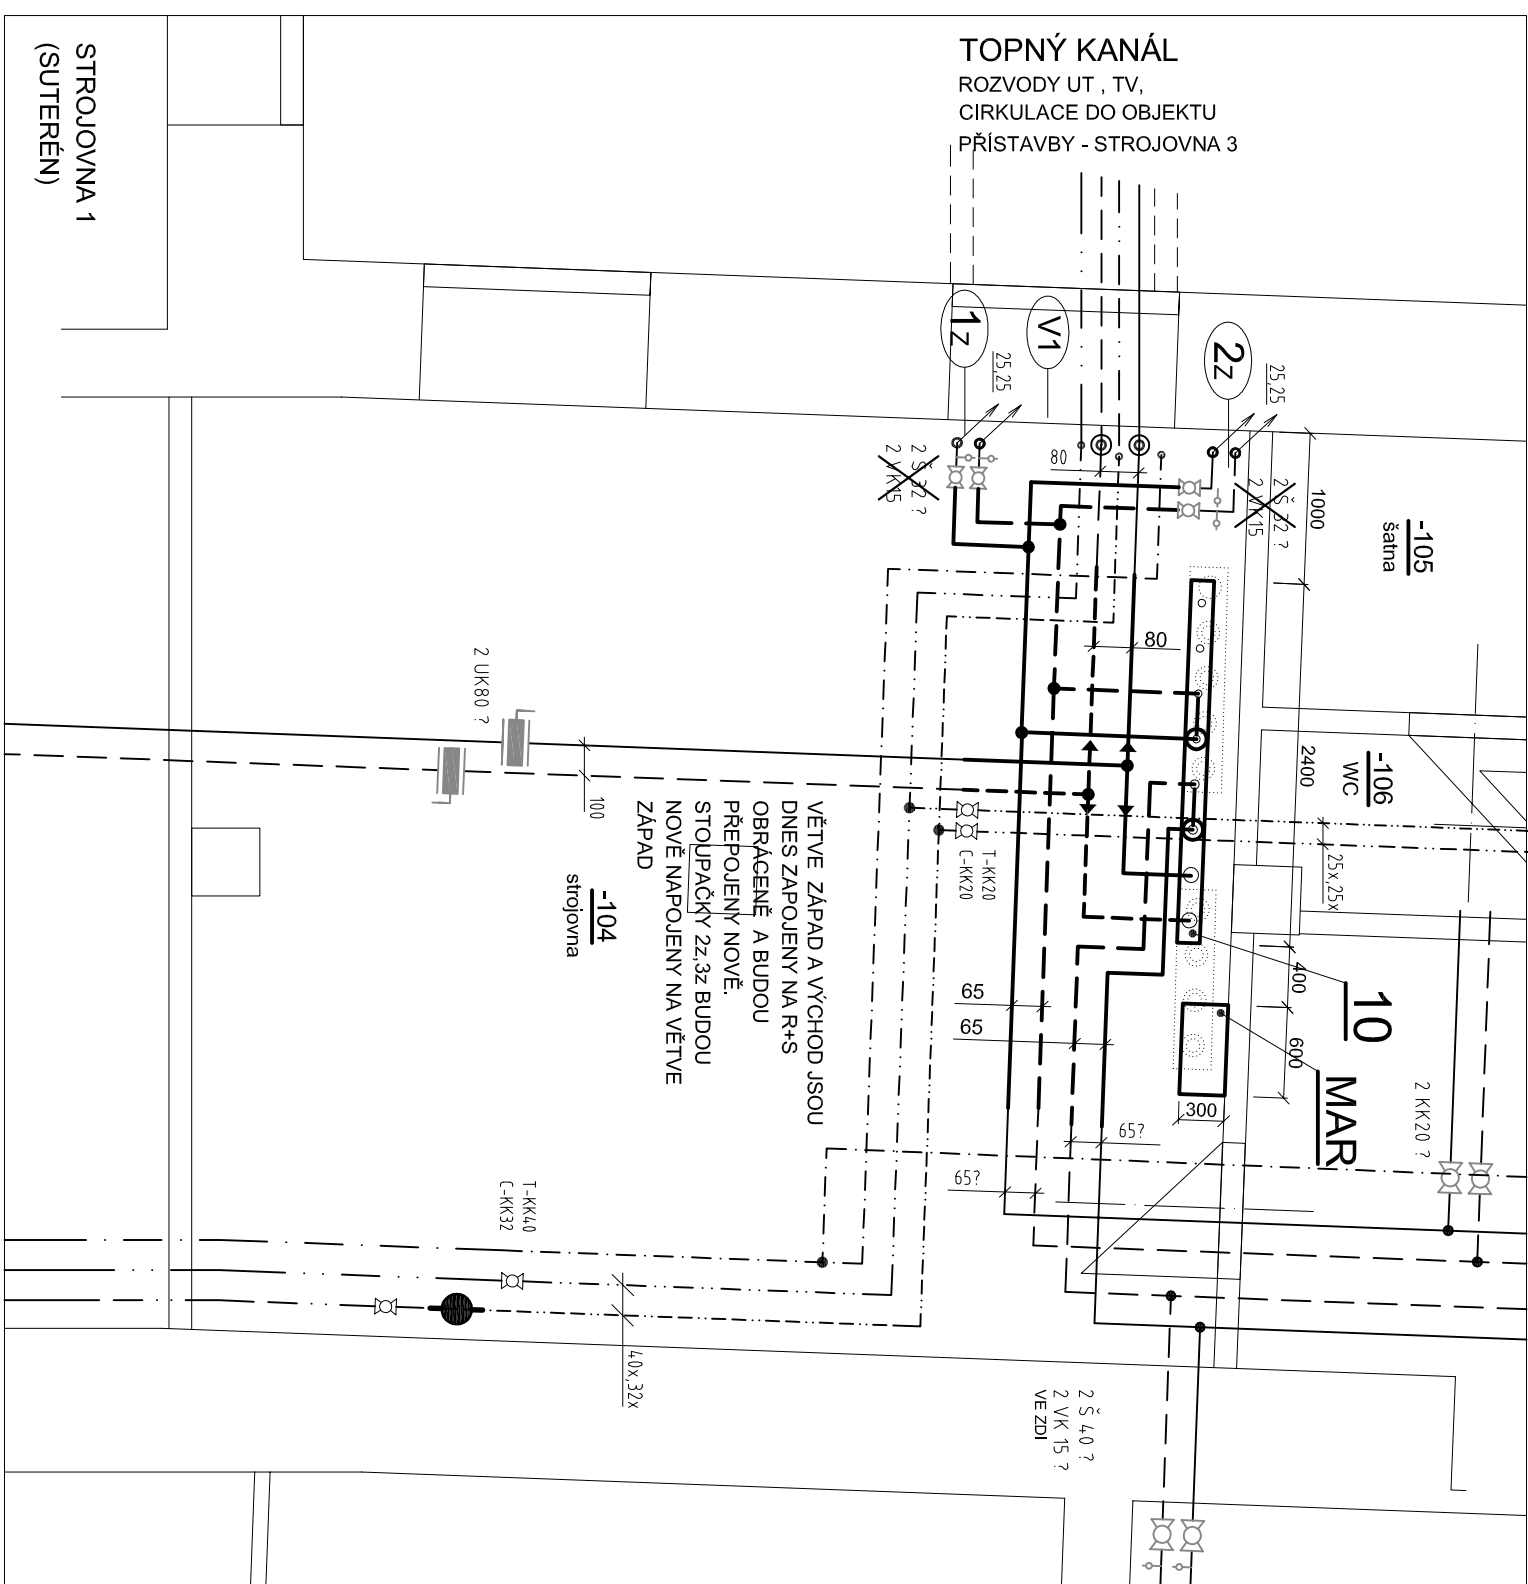 TOPNÝ KANÁL
ROZVODY UT , TV,
CIRKULACE DO OBJEKTU
PŘÍSTAVBY - STROJOVNA 3
STROJOVNA 1
(SUTERÉN)
1z
V1
2z
25,25
25,25
2 Š 32 ?
2 VK15
2 Š 32 ?
2 VK15
80
1000
-105
šatna
80
2 UK80 ?
100
2400
-106
WC
25x,25x
T-KK20
C-KK20
VĚTVE ZÁPAD A VÝCHOD JSOU
DNES ZAPOJENY NA R+S
OBRÁCENĚ A BUDOU
PŘEPOJENY NOVĚ.
STOUPAČKY 2z,3z BUDOU
NOVĚ NAPOJENY NA VĚTVE
ZÁPAD
-104
strojovna
400
10
600
MAR
300
65
65
65?
65?
2 KK20 ?
T-KK40
C-KK32
40x,32x
2 Š 40 ?
2 VK 15 ?
VE ZDI